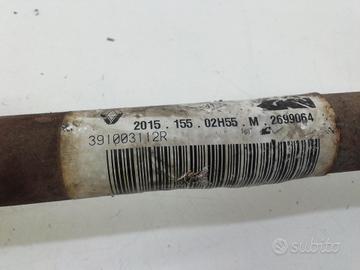 2015 . 155 . 02H55 . M . 2699064
391003112R
subito